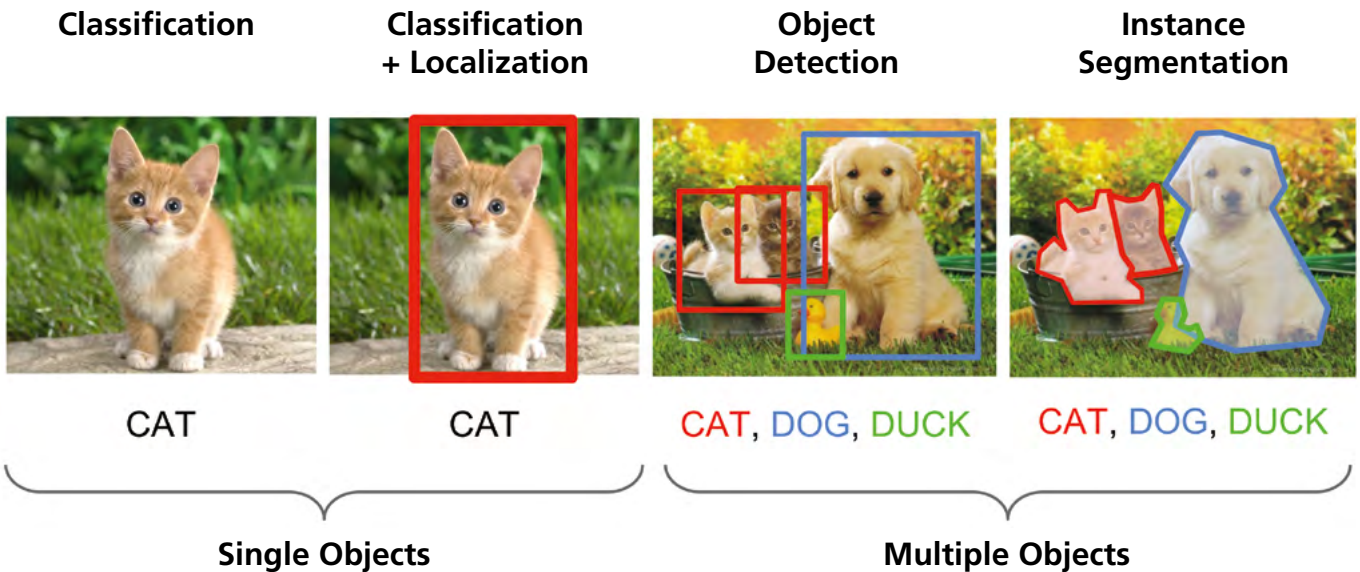 Classification
Classification
+ Localization
Object
Detection
Instance
Segmentation
CAT
CAT
CAT, DOG, DUCK
CAT, DOG, DUCK
Single Objects
Multiple Objects